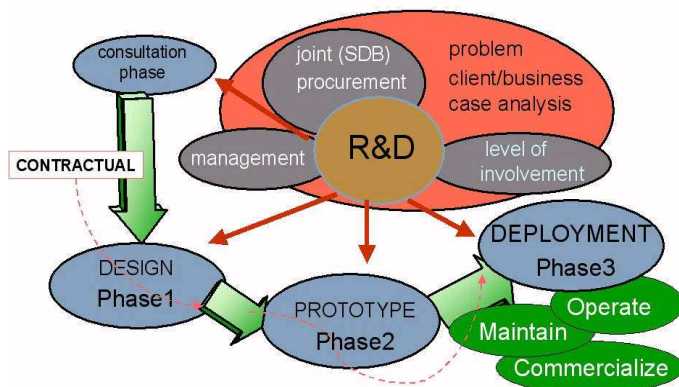 consultation
phase
joint (SDB)
procurement
problem
client/business
case analysis
R&D
management
level of
involvement
CONTRACTUAL
DESIGN
Phase1
PROTOTYPE
Phase2
DEPLOYMENT
Phase3
Operate
Maintain
Commercialize